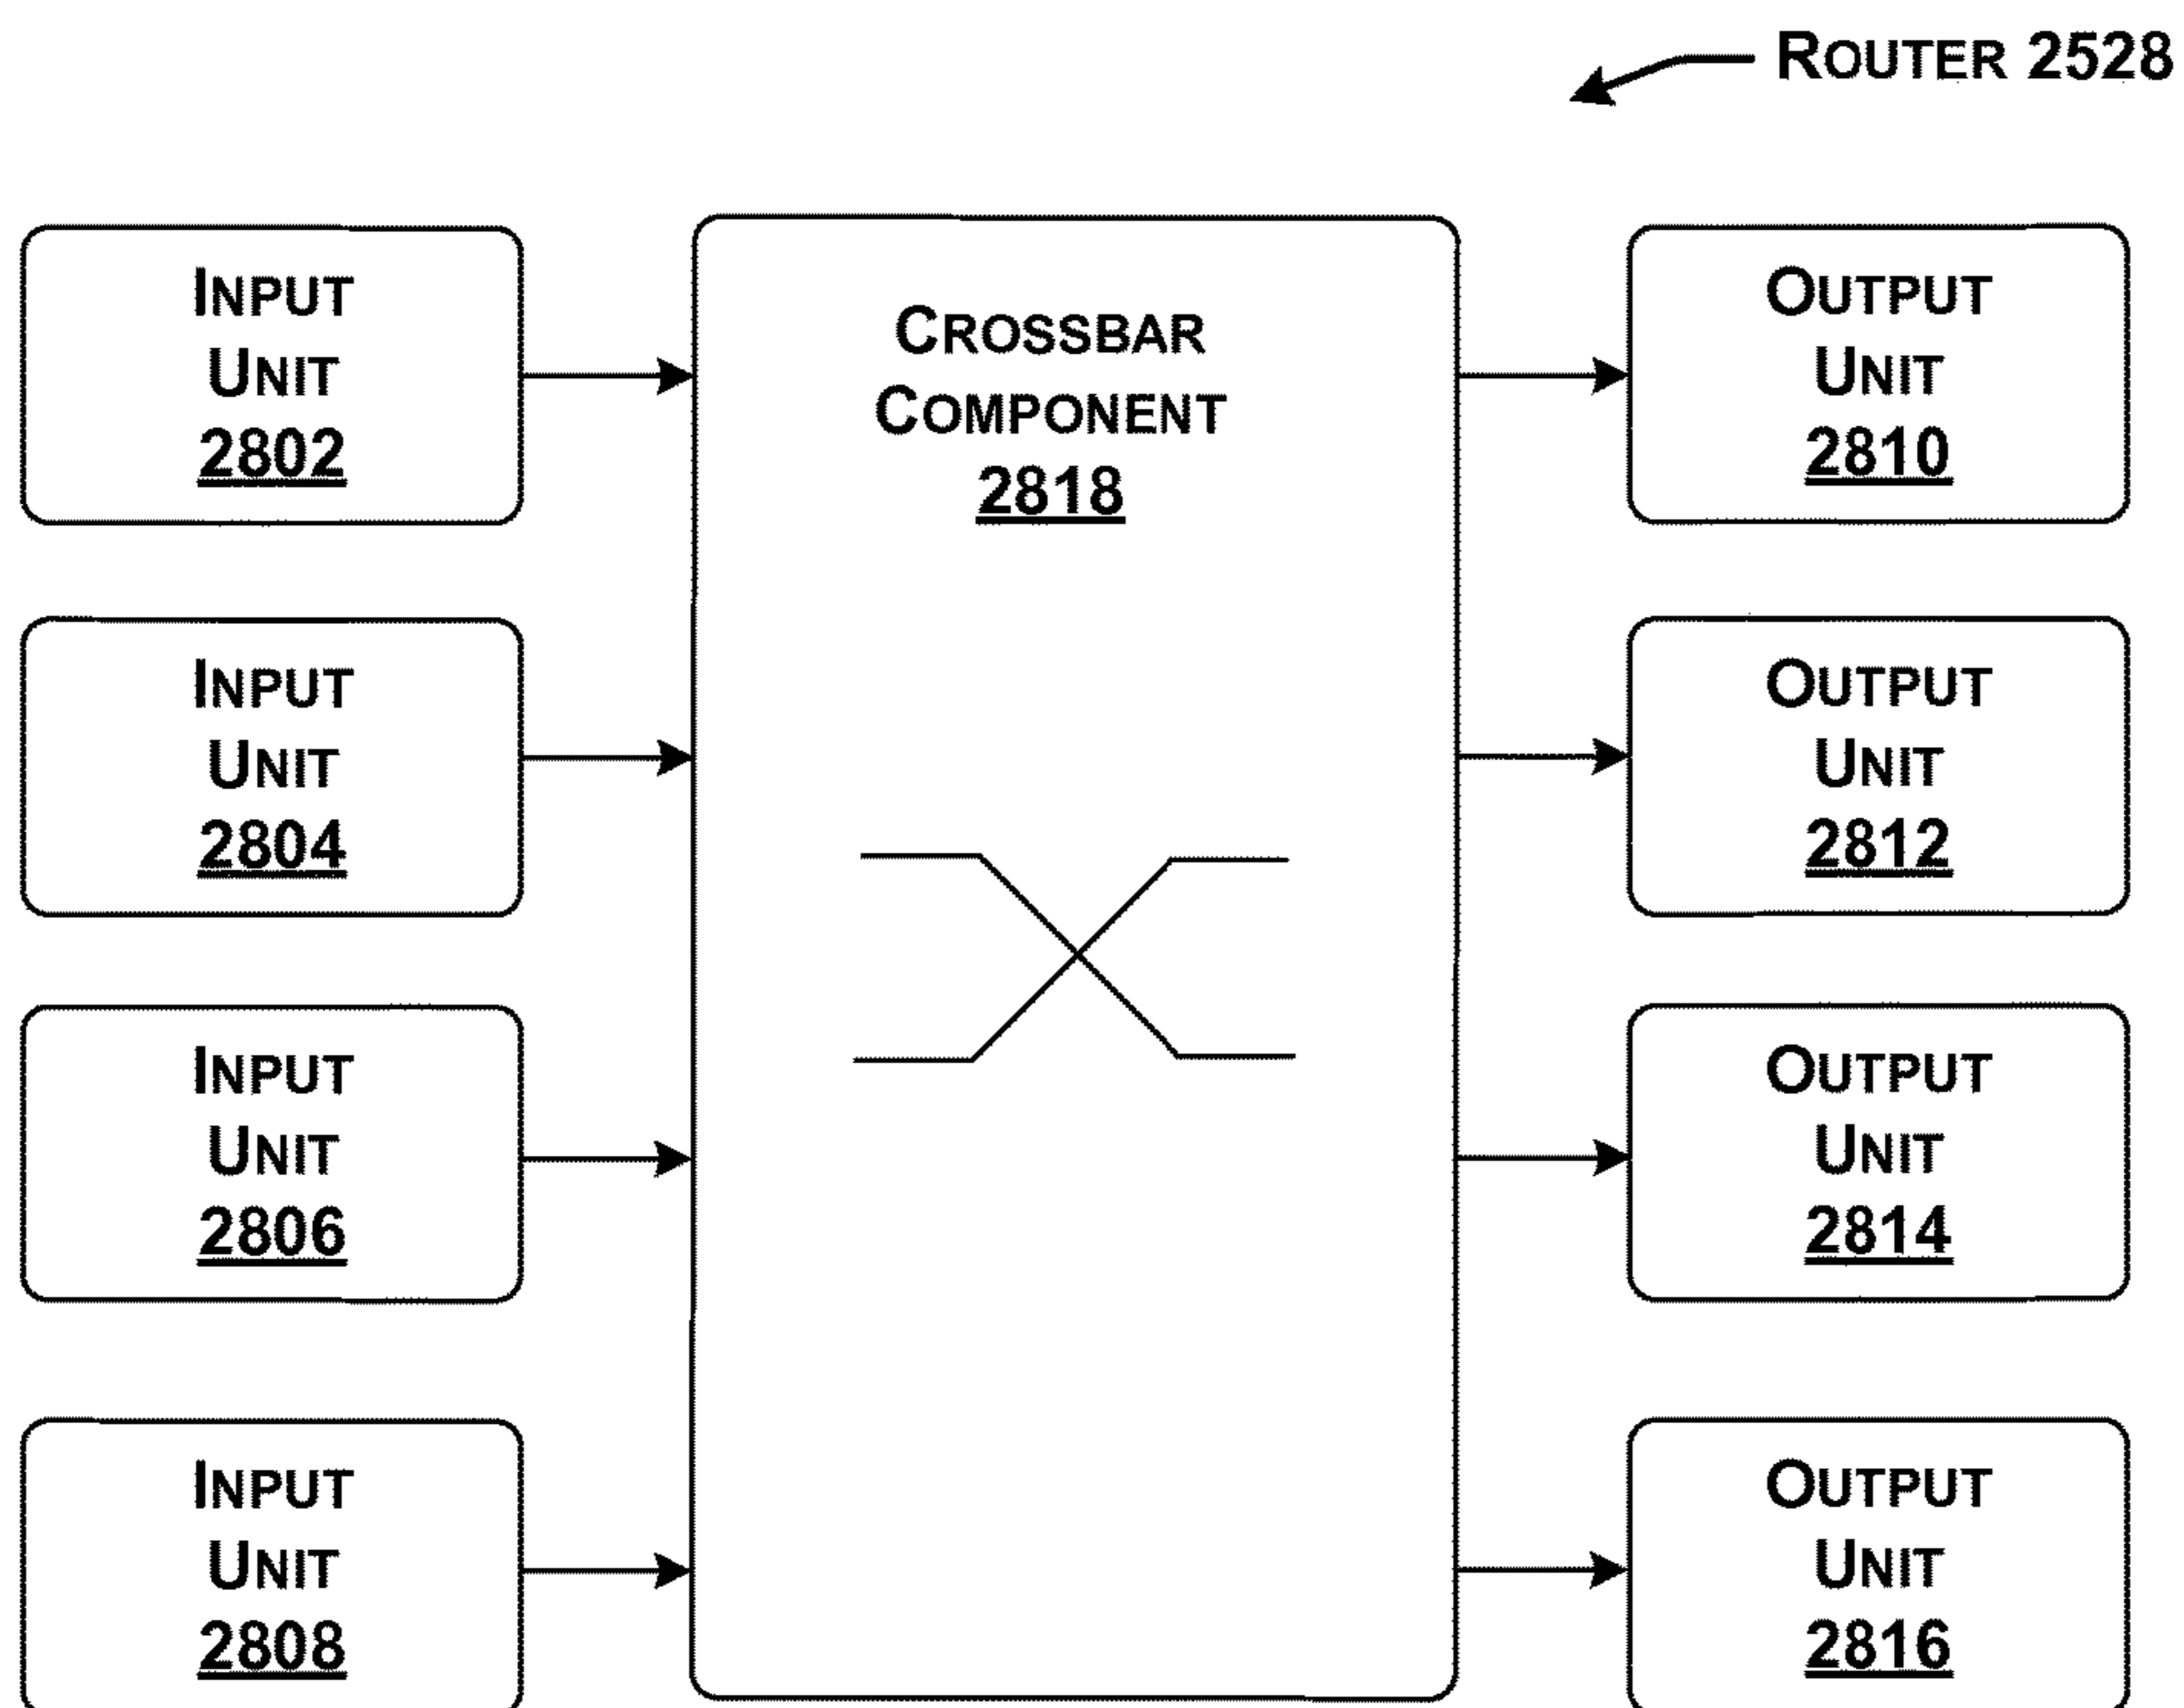 ROUTER 2528
INPUT
UNIT
2802
CROSSBAR
COMPONENT
2818
OUTPUT
UNIT
2810
INPUT
UNIT
2804
OUTPUT
UNIT
2812
INPUT
UNIT
2806
OUTPUT
UNIT
2814
INPUT
UNIT
2808
OUTPUT
UNIT
2816